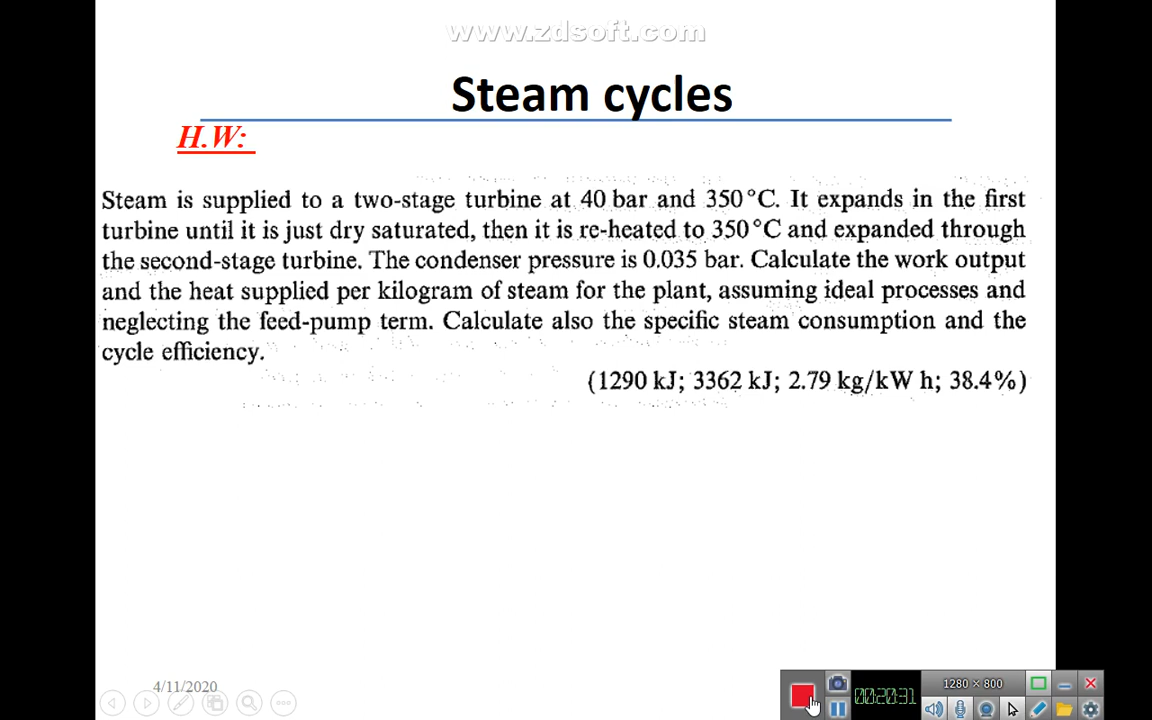 www.zdsoft.com
Steam cycles
H.W:
Steam is supplied to a two-stage turbine at 40 bar and 350 °C. It expands in the first
turbine until it is just dry saturated, then it is re-heated to 350 °C and expanded through
the second-stage turbine. The condenser pressure is 0.035 bar. Calculate the work output
and the heat supplied per kilogram of steam for the plant, assuming ideal processes and
neglecting the feed-pump term. Calculate also the specific steam consumption and the
cycle efficiency.
(1290 kJ; 3362 kJ; 2.79 kg/kW h; 38.4%)
4/11/2020
1280 × 800
00:20:31